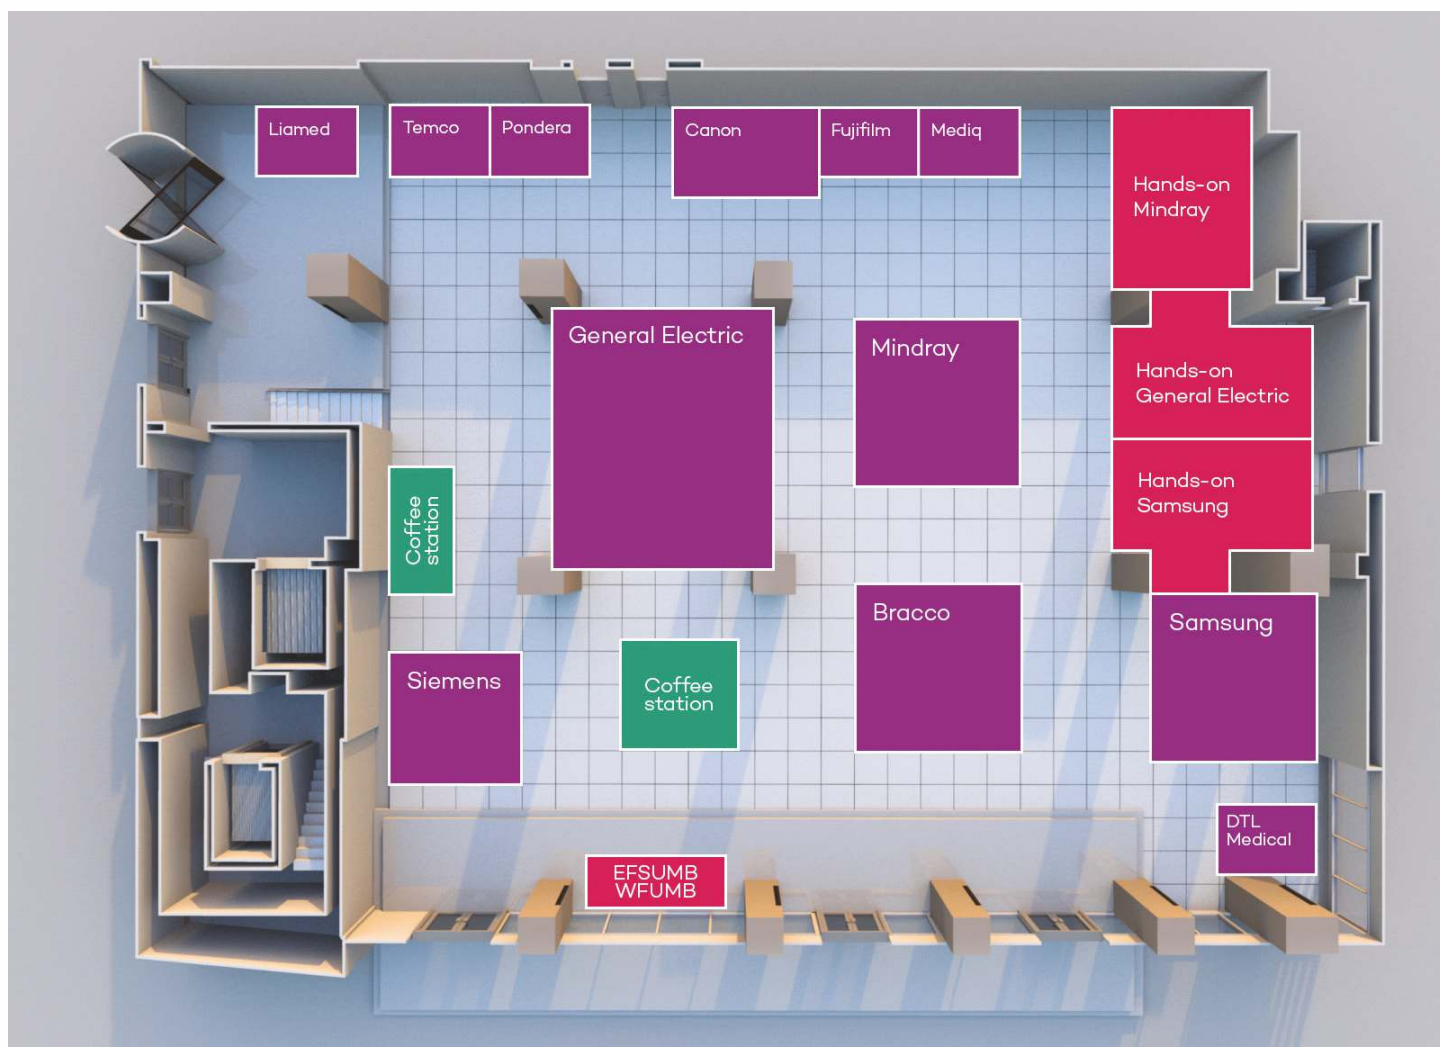 Liamed
Temco
Pondera
Canon
Fujifilm
Mediq
Hands-on
Mindray
General Electric
Mindray
Hands-on
General Electric
Coffee
station
Hands-on
Samsung
Siemens
Coffee
station
Bracco
Samsung
DTL
Medical
EFSUMB
WFUMB